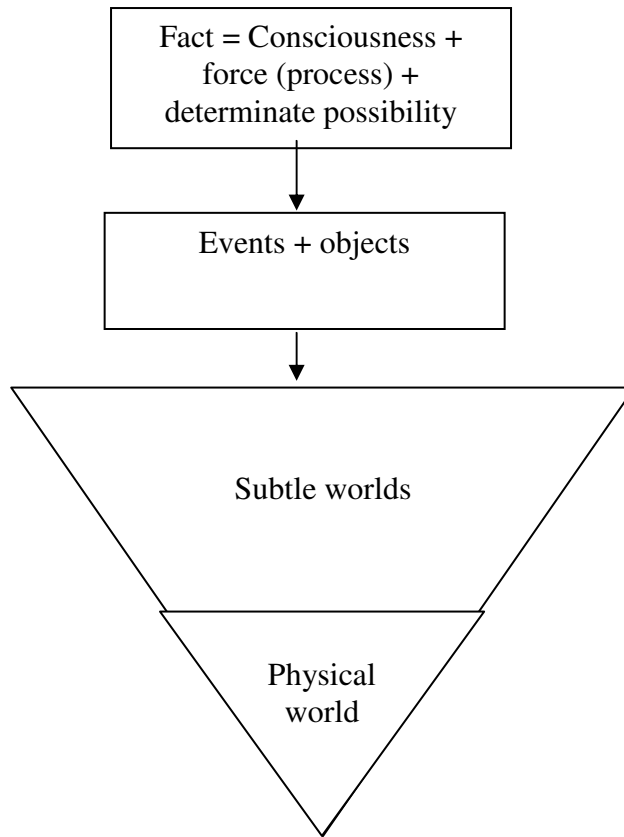 Fact = Consciousness +
force (process) +
determinate possibility
Events + objects
Subtle worlds
Physical
world